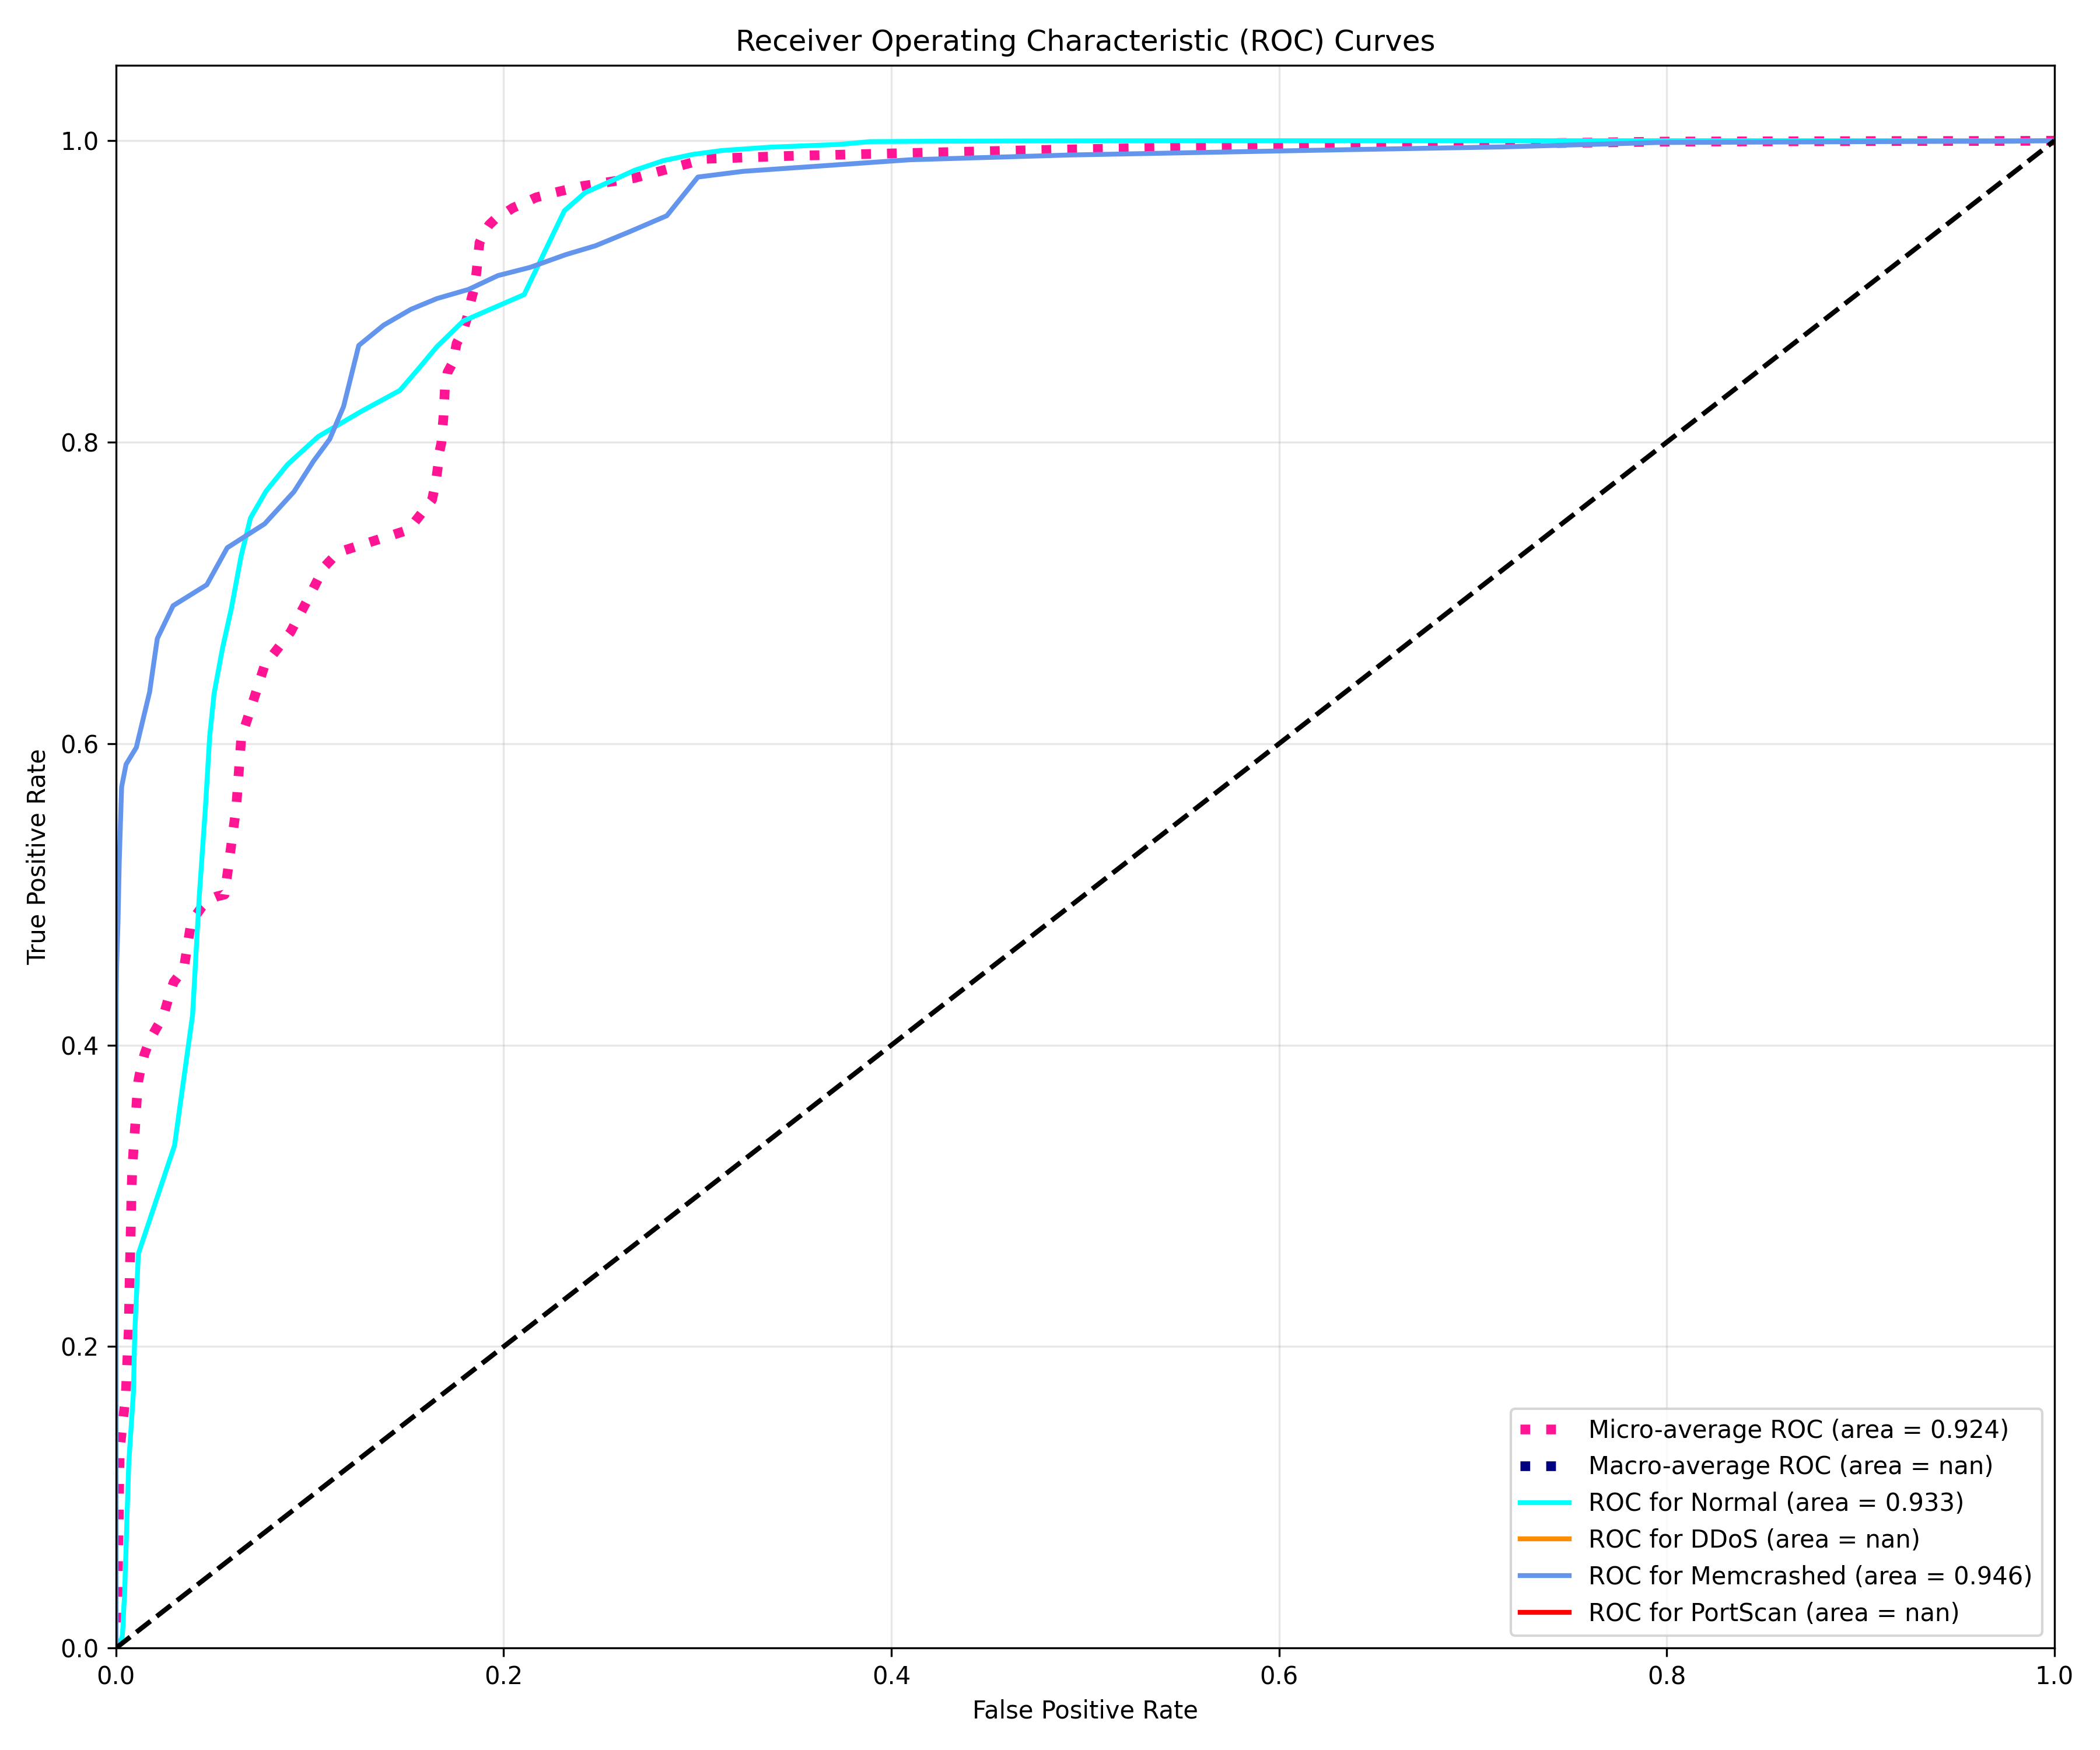 Receiver Operating Characteristic (ROC) Curves
1.0
0.8
0.6
0.4
0.2
0.0
True Positive Rate
0.0 0.2 0.4 0.6 0.8 1.0
False Positive Rate
Micro-average ROC (area = 0.924)
Macro-average ROC (area = nan)
ROC for Normal (area = 0.933)
ROC for DDoS (area = nan)
ROC for Memcrashed (area = 0.946)
ROC for PortScan (area = nan)